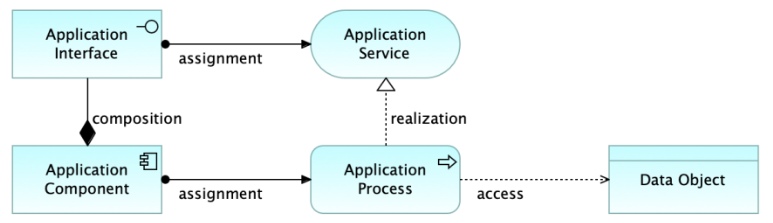 Application
Interface
assignment
Application
Service
composition
realization
Application
Component
assignment
Application
Process
access
Data Object